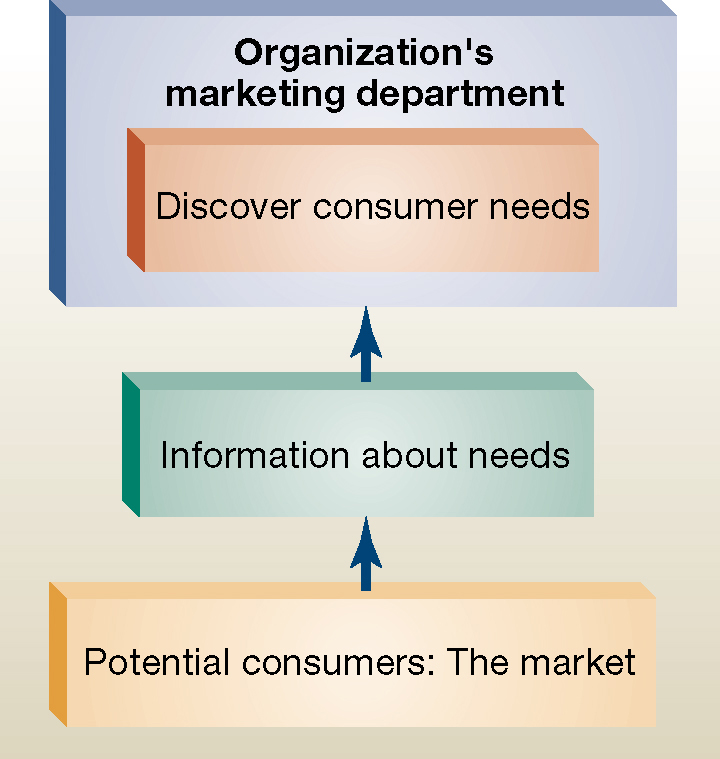 Organization's
marketing department
Discover consumer needs
Information about needs
Potential consumers: The market